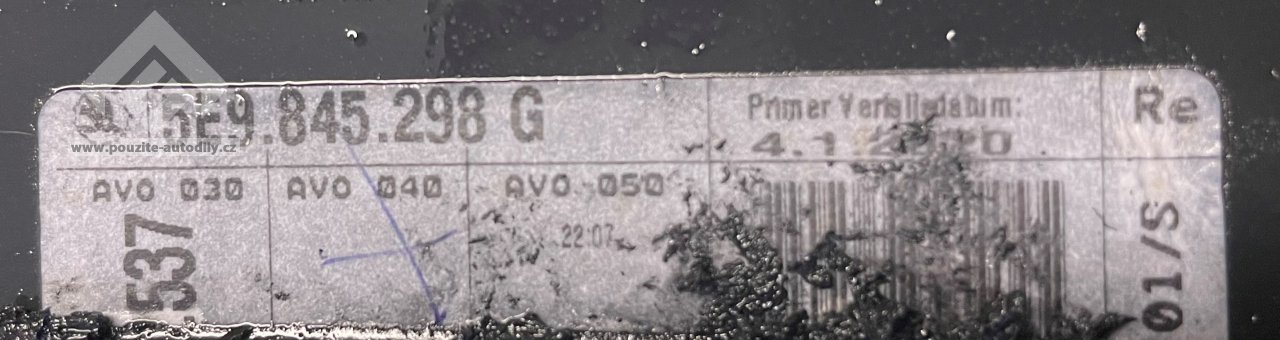 5E9.845.298 G
Primer Verfallsdatum:
Re
www.pouzite-autodily.cz
AVO 030
AVO 040
AVO 050
22:07
537
01/S